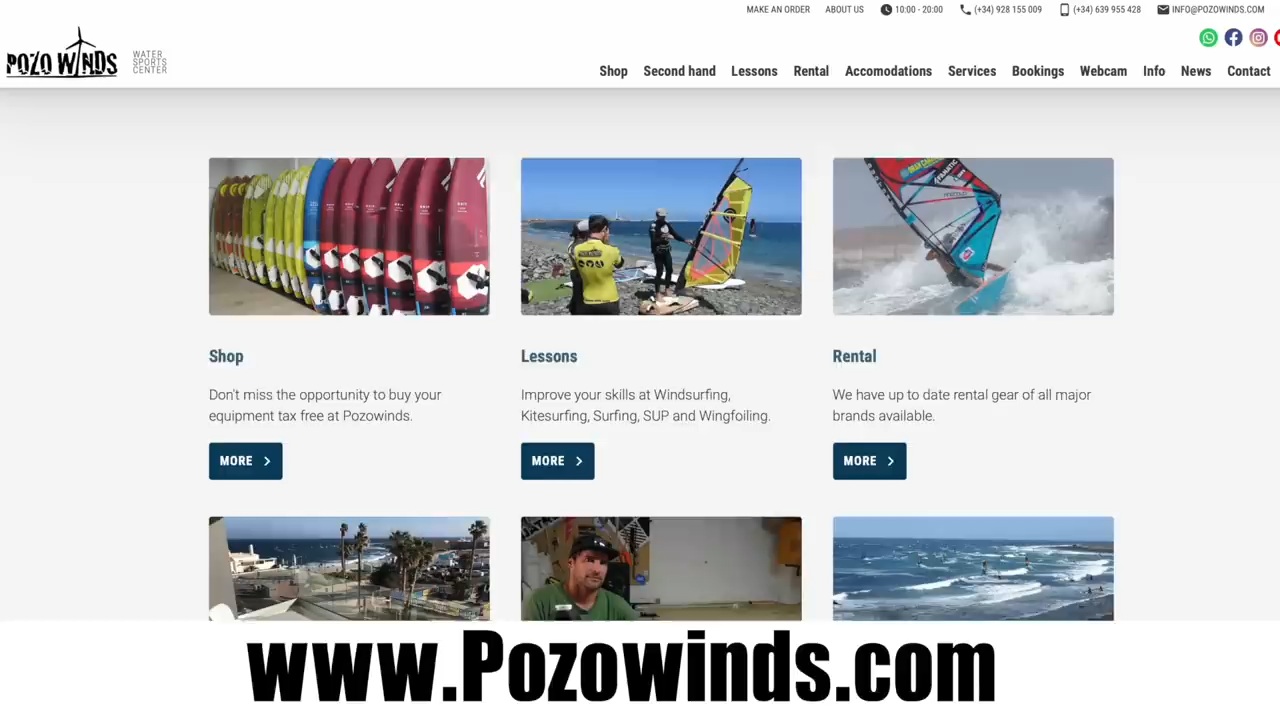 MAKE AN ORDER ABOUT US 10:00 - 20:00 (+34) 928 155 009 (+34) 639 955 428 INFO@POZOWINDS.COM
POZO WINDS
WATER
SPORTS
CENTER
Shop Second hand Lessons Rental Accomodations Services Bookings Webcam Info News Contact
Shop
Don't miss the opportunity to buy your
equipment tax free at Pozowinds.
MORE
Lessons
Improve your skills at Windsurfing,
Kitesurfing, Surfing, SUP and Wingfoiling.
MORE
Rental
We have up to date rental gear of all major
brands available.
MORE
www.Pozowinds.com